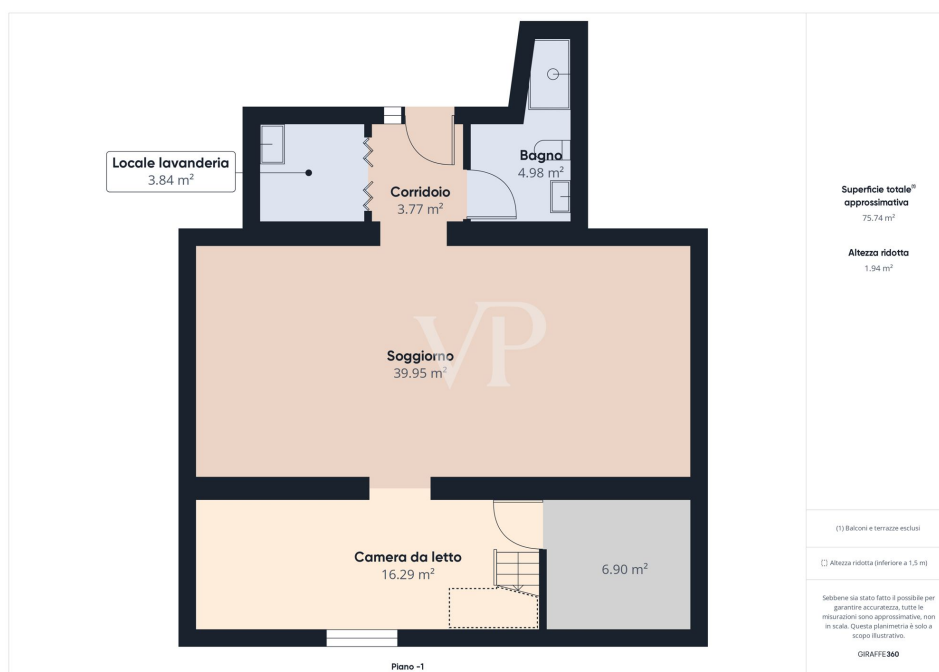 Locale lavanderia
3.84 m²
Corridoio
3.77 m²
Bagno
4.98 m²
Soggiorno
39.95 m²
VP
Camera da letto
16.29 m²
6.90 m²
Piano -1
Superficie totale⁽¹⁾
approssimativa
75.74 m²
Altezza ridotta
1.94 m²
(1) Balconi e terrazze esclusi
Altezza ridotta (inferiore a 1,5 m)
Sebbene sia stato fatto il possibile per
garantire accuratezza, tutte le
misurazioni sono approssimative, non
in scala. Questa planimetria è solo a
scopo illustrativo.
GIRAFFE360